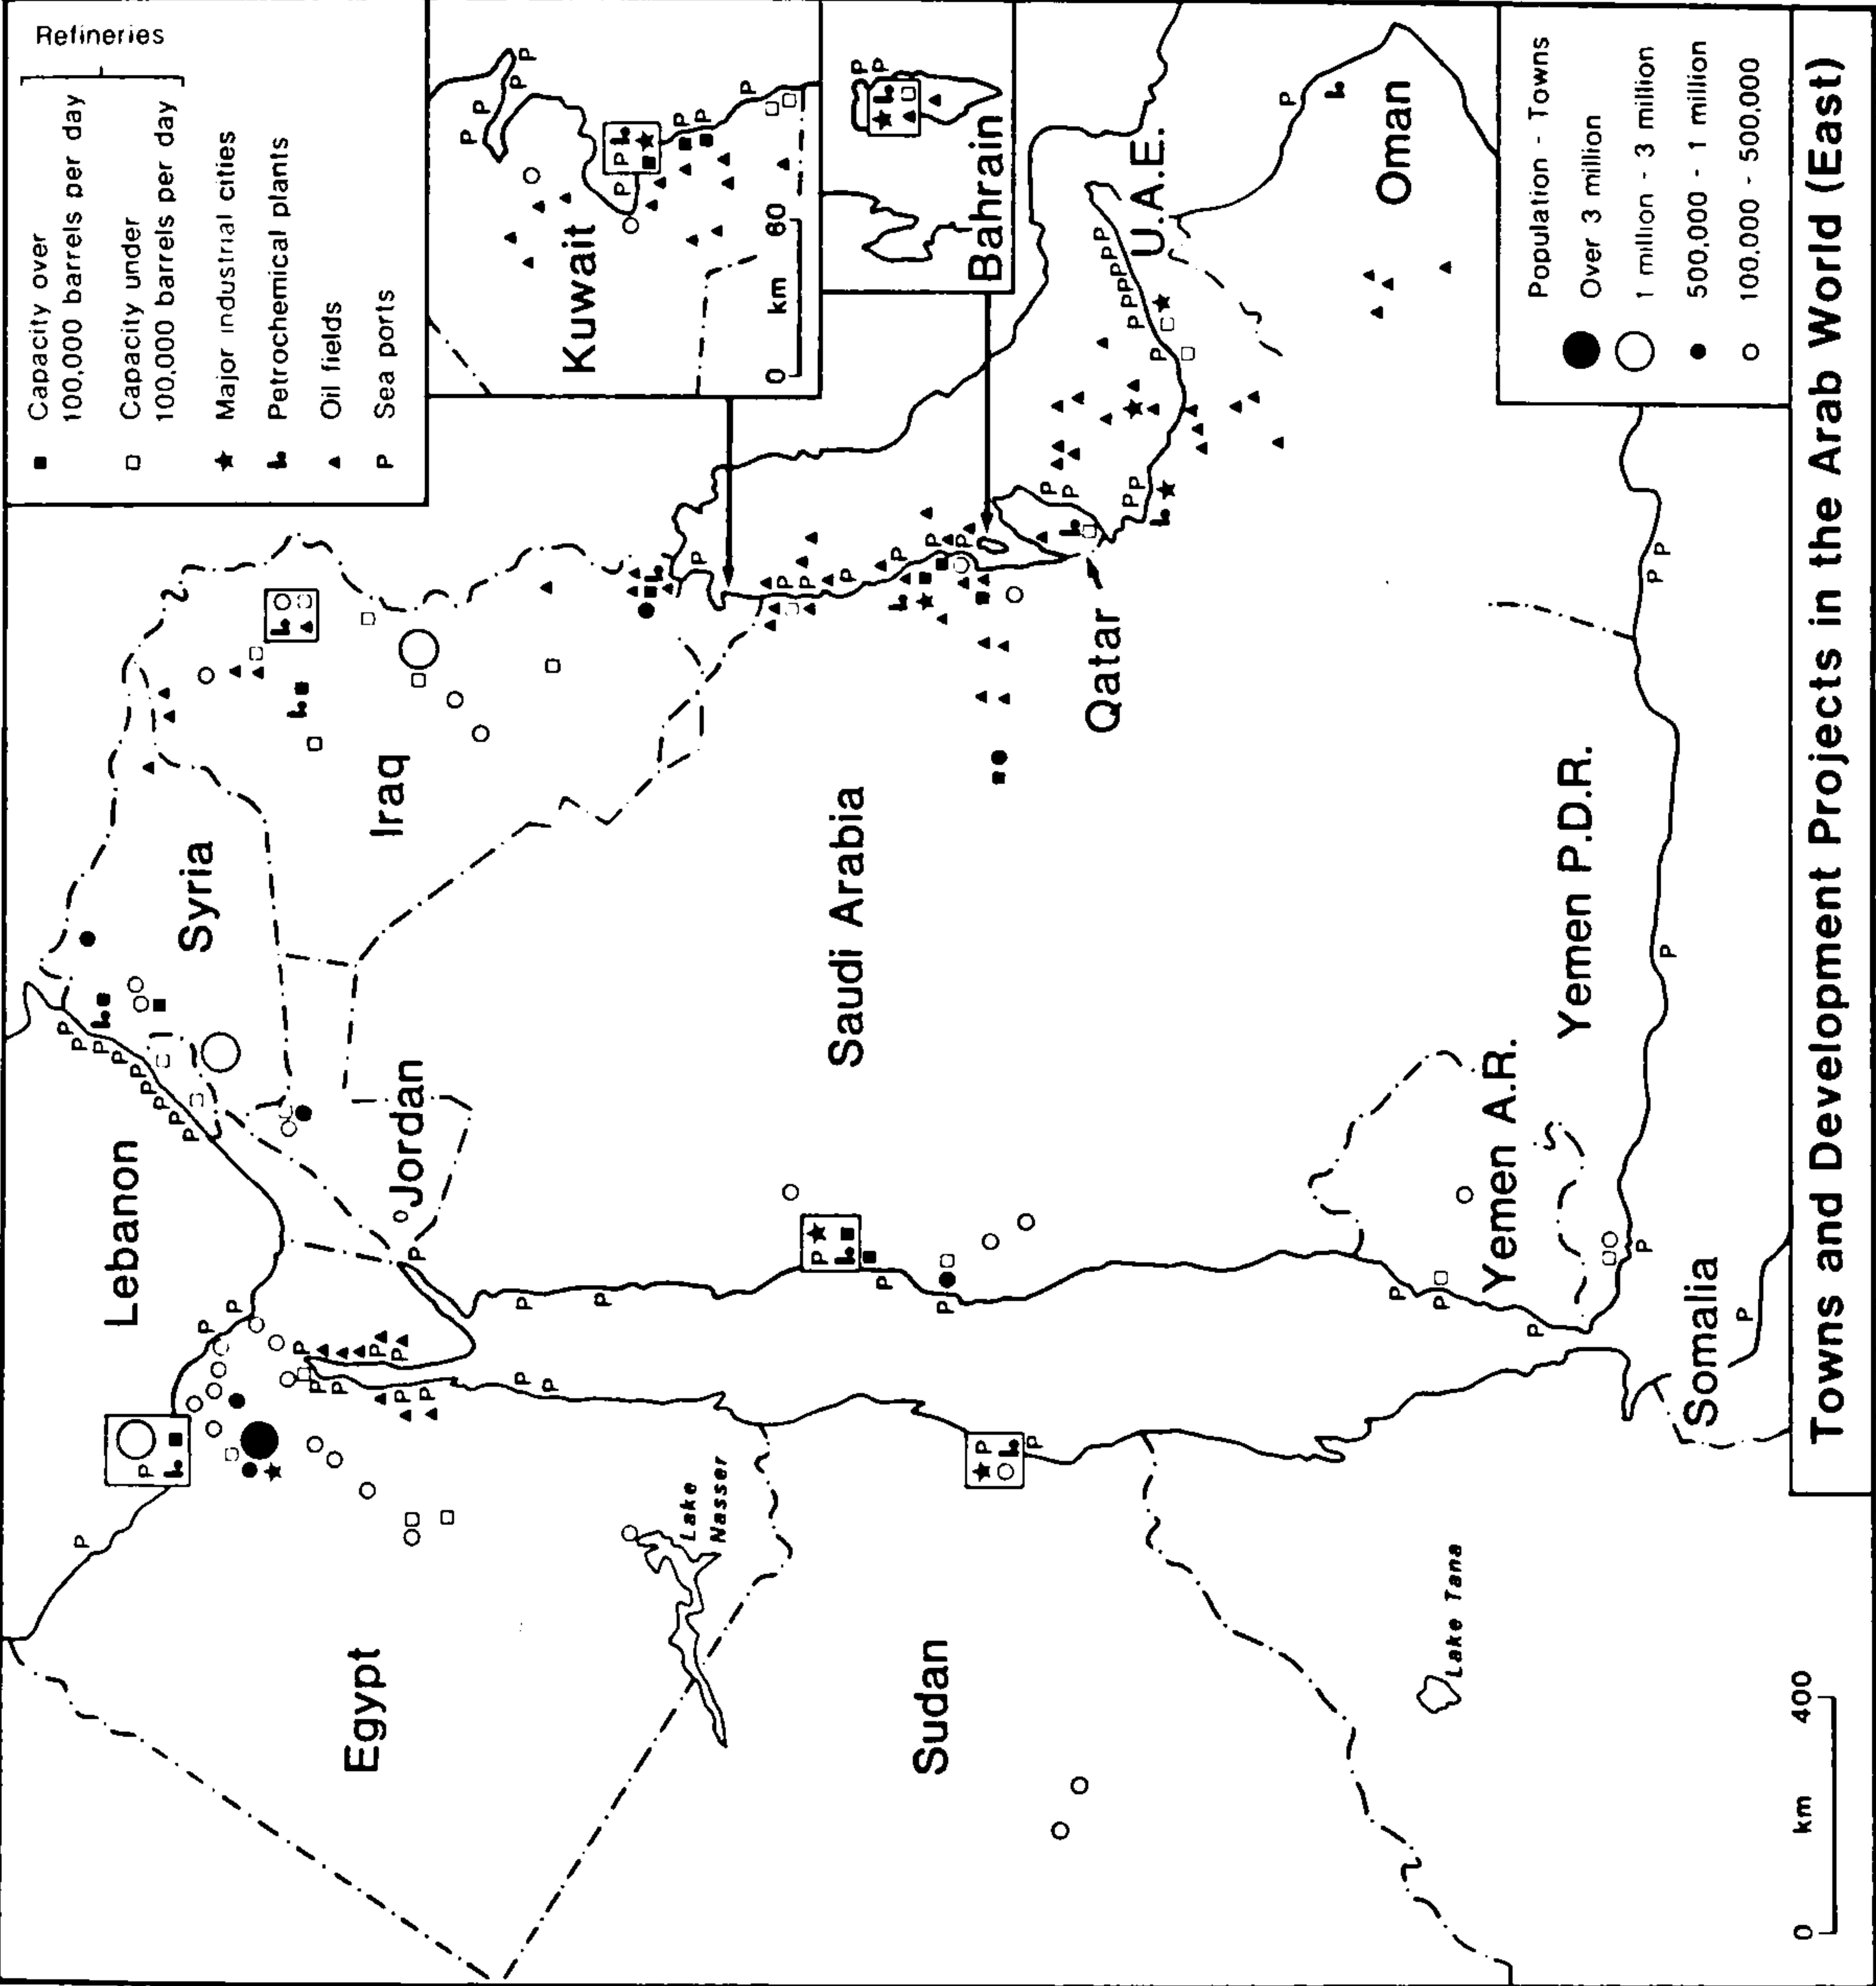 Refineries
Capacity over
100,000 barrels per day
Capacity under
100,000 barrels per day
Major industrial cities
Petrochemical plants
Oil fields
P Sea ports
Kuwait
0 km 80
Bahrain
Lebanon
Syria
Iraq
Jordan
Egypt
Lake
Nasser
Saudi Arabia
Qatar
U.A.E.
Oman
Sudan
Lake Tana
Yemen A.R.
Yemen P.D.R.
Somalia
Population - Towns
Over 3 million
1 million - 3 million
500,000 - 1 million
100,000 - 500,000
0 km 400
Towns and Development Projects in the Arab World (East)